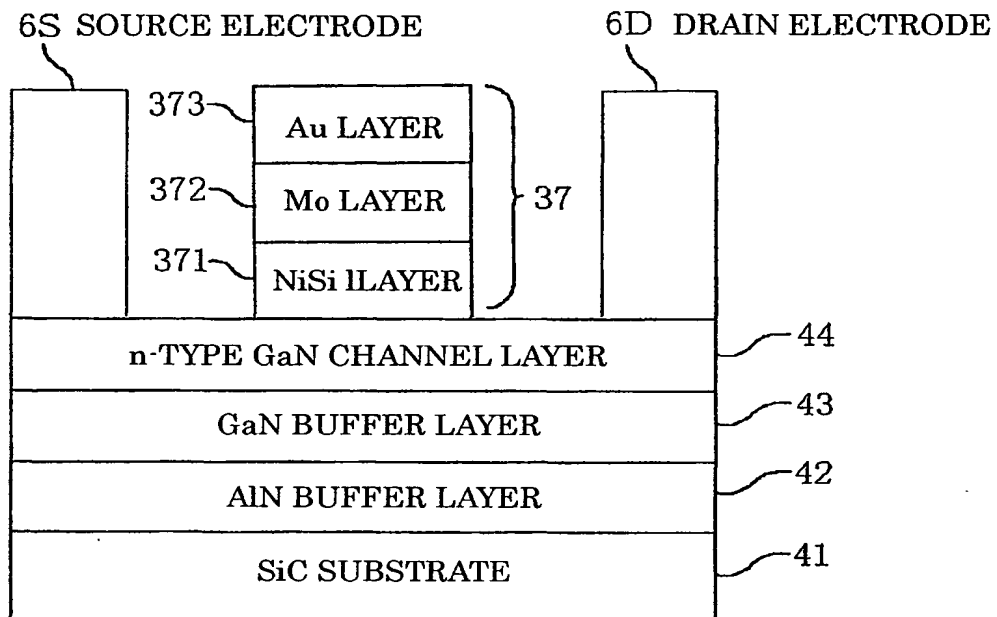 6S SOURCE ELECTRODE
6D DRAIN ELECTRODE
373
Au LAYER
372
Mo LAYER
37
371
NiSi lLAYER
n-TYPE GaN CHANNEL LAYER
44
GaN BUFFER LAYER
43
AlN BUFFER LAYER
42
SiC SUBSTRATE
41